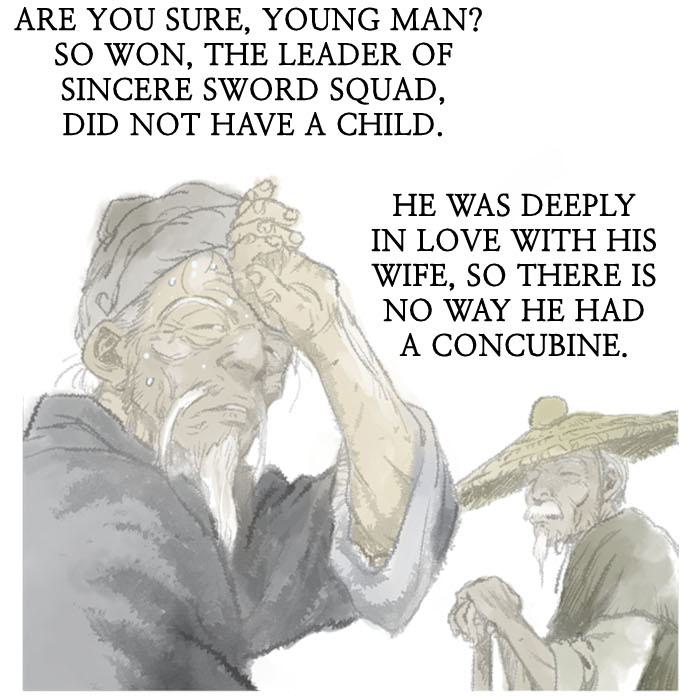 ARE YOU SURE, YOUNG MAN?
SO WON, THE LEADER OF
SINCERE SWORD SQUAD,
DID NOT HAVE A CHILD.
HE WAS DEEPLY
IN LOVE WITH HIS
WIFE, SO THERE IS
NO WAY HE HAD
A CONCUBINE.